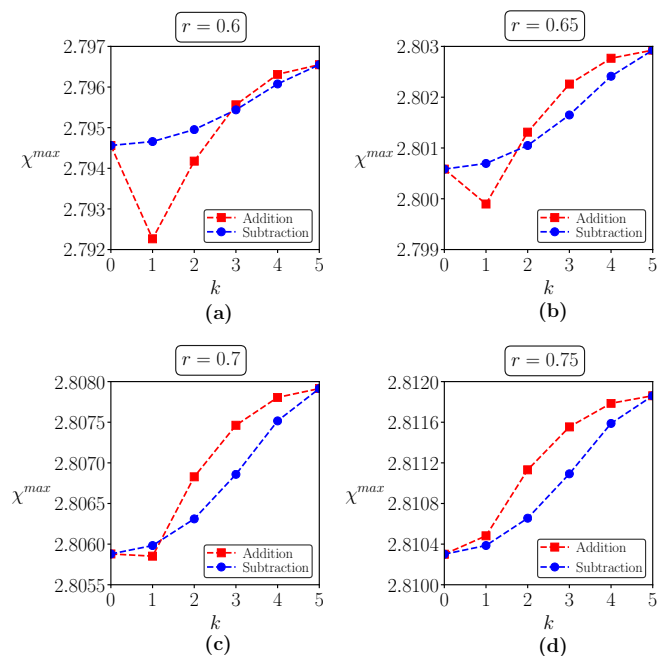 r = 0.6
2.797
2.796
2.795
2.794
2.793
2.792
χ^max
Addition
Subtraction
0 1 2 3 4 5
k
(a)
r = 0.65
2.803
2.802
2.801
2.800
2.799
χ^max
Addition
Subtraction
0 1 2 3 4 5
k
(b)
r = 0.7
2.8080
2.8075
2.8070
2.8065
2.8060
2.8055
χ^max
Addition
Subtraction
0 1 2 3 4 5
k
(c)
r = 0.75
2.8120
2.8116
2.8112
2.8108
2.8104
2.8100
χ^max
Addition
Subtraction
0 1 2 3 4 5
k
(d)